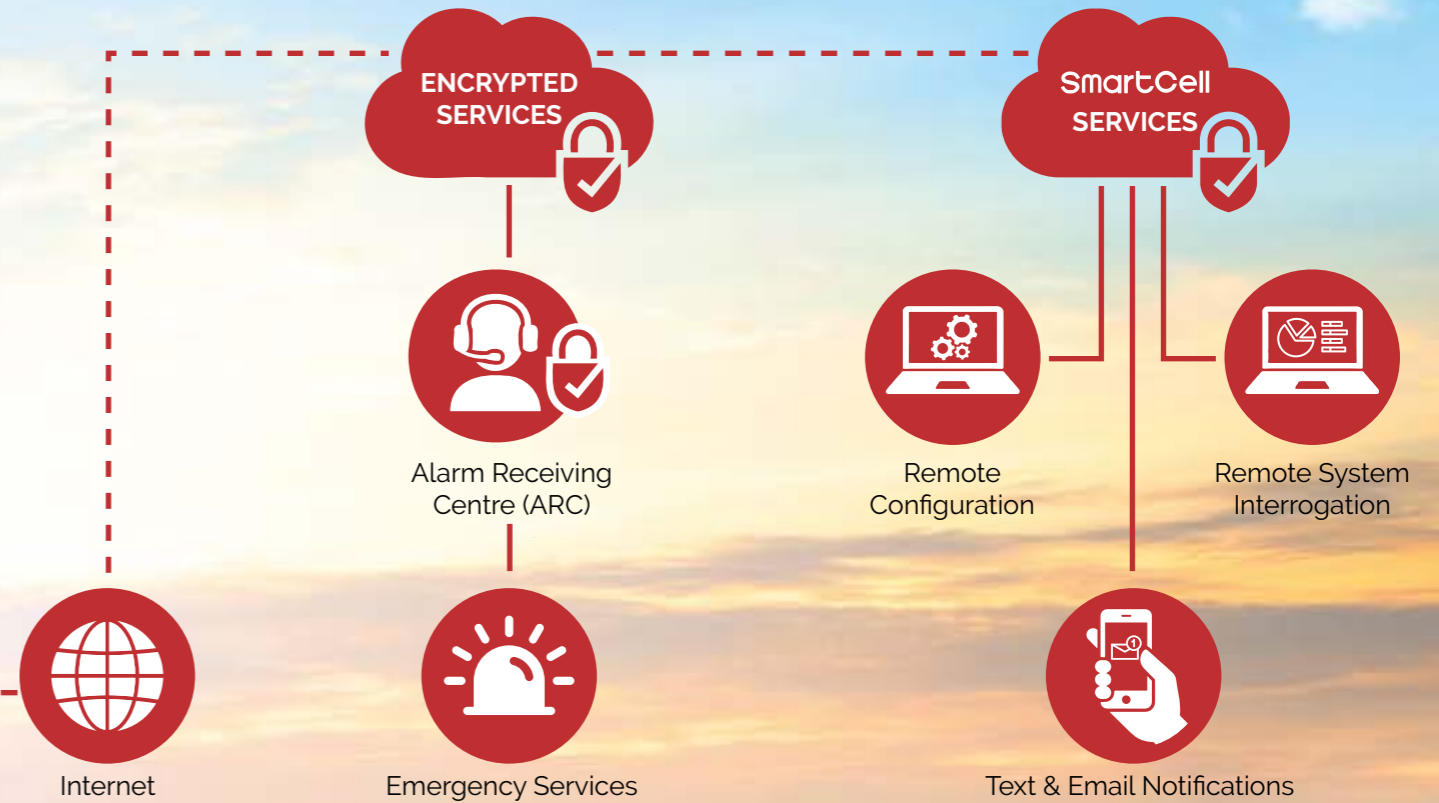 ENCRYPTED
SERVICES
SmartCell
SERVICES
Alarm Receiving
Centre (ARC)
Remote
Configuration
Remote System
Interrogation
1
Internet
Emergency Services
Text & Email Notifications